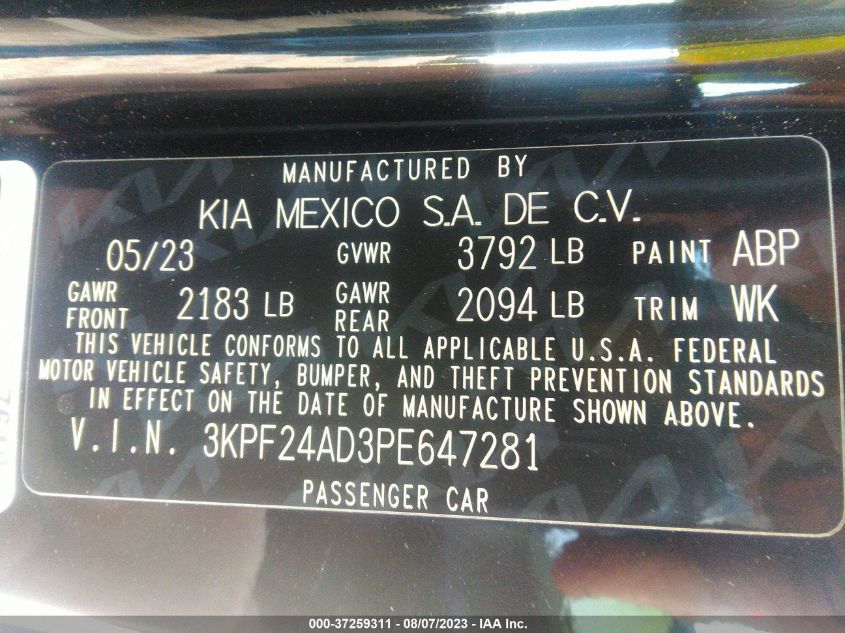 MANUFACTURED BY
KIA MEXICO S.A. DE C.V.
05/23 GVWR 3792 LB PAINT ABP
GAWR FRONT 2183 LB GAWR REAR 2094 LB TRIM WK
THIS VEHICLE CONFORMS TO ALL APPLICABLE U.S.A. FEDERAL
MOTOR VEHICLE SAFETY, BUMPER, AND THEFT PREVENTION STANDARDS
IN EFFECT ON THE DATE OF MANUFACTURE SHOWN ABOVE.
V.I.N. 3KPF24AD3PE647281
PASSENGER CAR
000-37259311 - 08/07/2023 - IAA Inc.